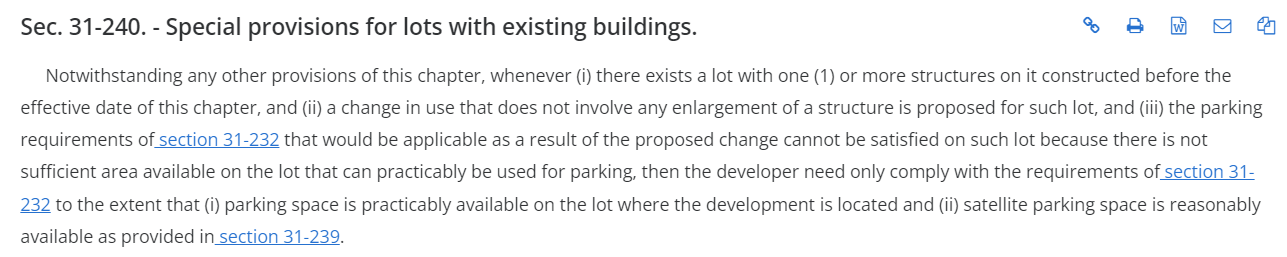 Sec. 31-240. - Special provisions for lots with existing buildings.
Notwithstanding any other provisions of this chapter, whenever (i) there exists a lot with one (1) or more structures on it constructed before the
effective date of this chapter, and (ii) a change in use that does not involve any enlargement of a structure is proposed for such lot, and (iii) the parking
requirements of section 31-232 that would be applicable as a result of the proposed change cannot be satisfied on such lot because there is not
sufficient area available on the lot that can practicably be used for parking, then the developer need only comply with the requirements of section 31-
232 to the extent that (i) parking space is practicably available on the lot where the development is located and (ii) satellite parking space is reasonably
available as provided in section 31-239.